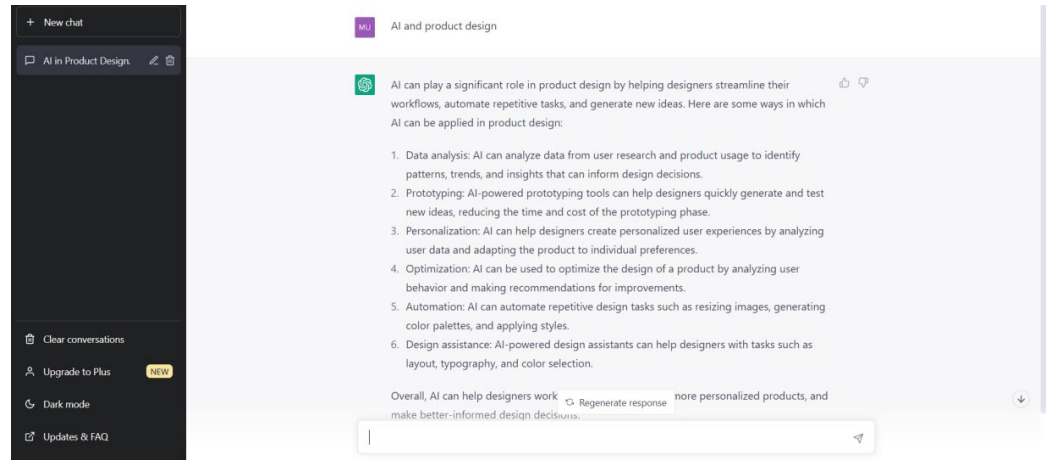 + New chat
AI in Product Design.
Clear conversations
Upgrade to Plus NEW
Dark mode
Updates & FAQ
MU AI and product design
AI can play a significant role in product design by helping designers streamline their
workflows, automate repetitive tasks, and generate new ideas. Here are some ways in which
AI can be applied in product design:
1. Data analysis: AI can analyze data from user research and product usage to identify
patterns, trends, and insights that can inform design decisions.
2. Prototyping: AI-powered prototyping tools can help designers quickly generate and test
new ideas, reducing the time and cost of the prototyping phase.
3. Personalization: AI can help designers create personalized user experiences by analyzing
user data and adapting the product to individual preferences.
4. Optimization: AI can be used to optimize the design of a product by analyzing user
behavior and making recommendations for improvements.
5. Automation: AI can automate repetitive design tasks such as resizing images, generating
color palettes, and applying styles.
6. Design assistance: AI-powered design assistants can help designers with tasks such as
layout, typography, and color selection.
Overall, AI can help designers work more personalized products, and
Regenerate response
make better-informed design decisions.